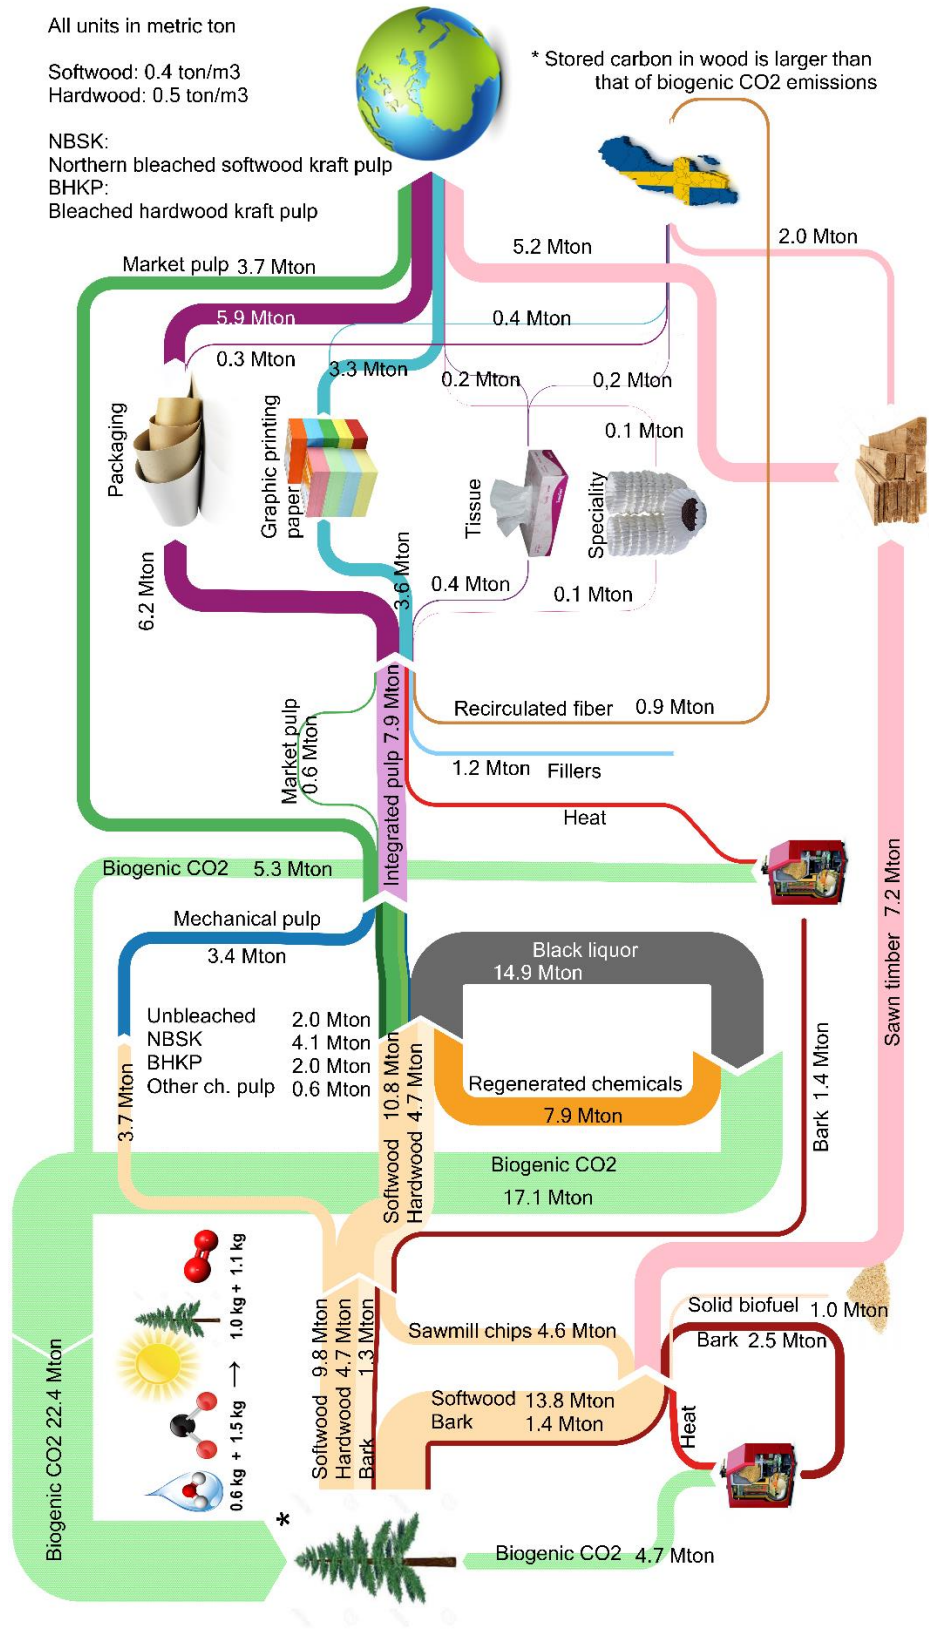 All units in metric ton
Softwood: 0.4 ton/m3
Hardwood: 0.5 ton/m3
NBSK:
Northern bleached softwood kraft pulp
BHKP:
Bleached hardwood kraft pulp
* Stored carbon in wood is larger than
that of biogenic CO2 emissions
5.2 Mton
2.0 Mton
Market pulp 3.7 Mton
5.9 Mton
0.4 Mton
0.3 Mton
3.3 Mton
0.2 Mton
0,2 Mton
0.1 Mton
Packaging
Graphic printing
paper
Tissue
Speciality
6.2 Mton
3.6 Mton
0.4 Mton
0.1 Mton
Recirculated fiber 0.9 Mton
1.2 Mton Fillers
Market pulp
0.6 Mton
Integrated pulp 7.9 Mton
Heat
Biogenic CO2 5.3 Mton
Sawn timber 7.2 Mton
Mechanical pulp
3.4 Mton
Black liquor
14.9 Mton
Unbleached 2.0 Mton
NBSK 4.1 Mton
BHKP 2.0 Mton
Other ch. pulp 0.6 Mton
3.7 Mton
Softwood 10.8 Mton
Hardwood 4.7 Mton
Regenerated chemicals
7.9 Mton
Bark 1.4 Mton
Biogenic CO2
17.1 Mton
0.6 kg + 1.5 kg → 1.0 kg + 1.1 kg
Biogenic CO2 22.4 Mton
Softwood 9.8 Mton
Hardwood 4.7 Mton
Bark 1.3 Mton
Sawmill chips 4.6 Mton
Solid biofuel 1.0 Mton
Bark 2.5 Mton
Softwood 13.8 Mton
Bark 1.4 Mton
Heat
*
Biogenic CO2 4.7 Mton